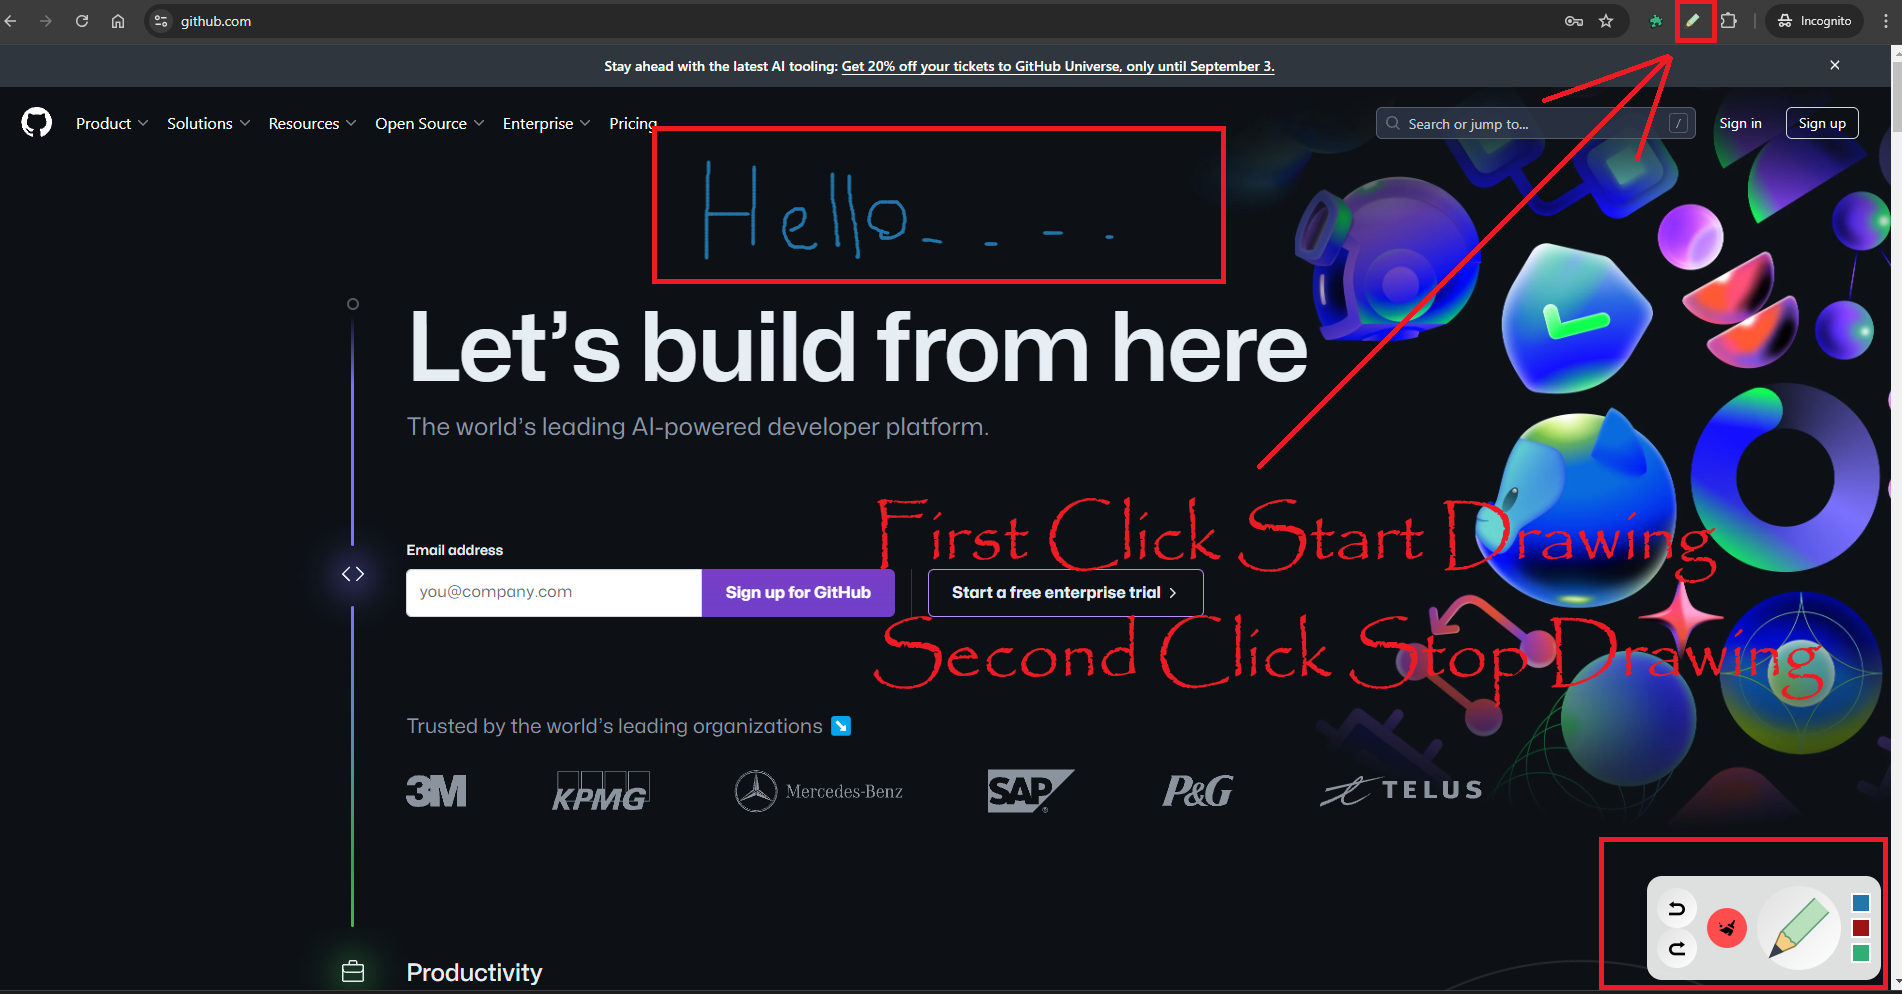 github.com
Incognito
Stay ahead with the latest AI tooling: Get 20% off your tickets to GitHub Universe, only until September 3.
Product Solutions Resources Open Source Enterprise Pricing Search or jump to... / Sign in Sign up
Hello_ _ _ _
Let’s build from here
The world’s leading AI-powered developer platform.
First Click Start Drawing
Email address
you@company.com Sign up for GitHub Start a free enterprise trial
Second Click Stop Drawing
Trusted by the world’s leading organizations
3M KPMG Mercedes-Benz SAP® P&G TELUS
Productivity